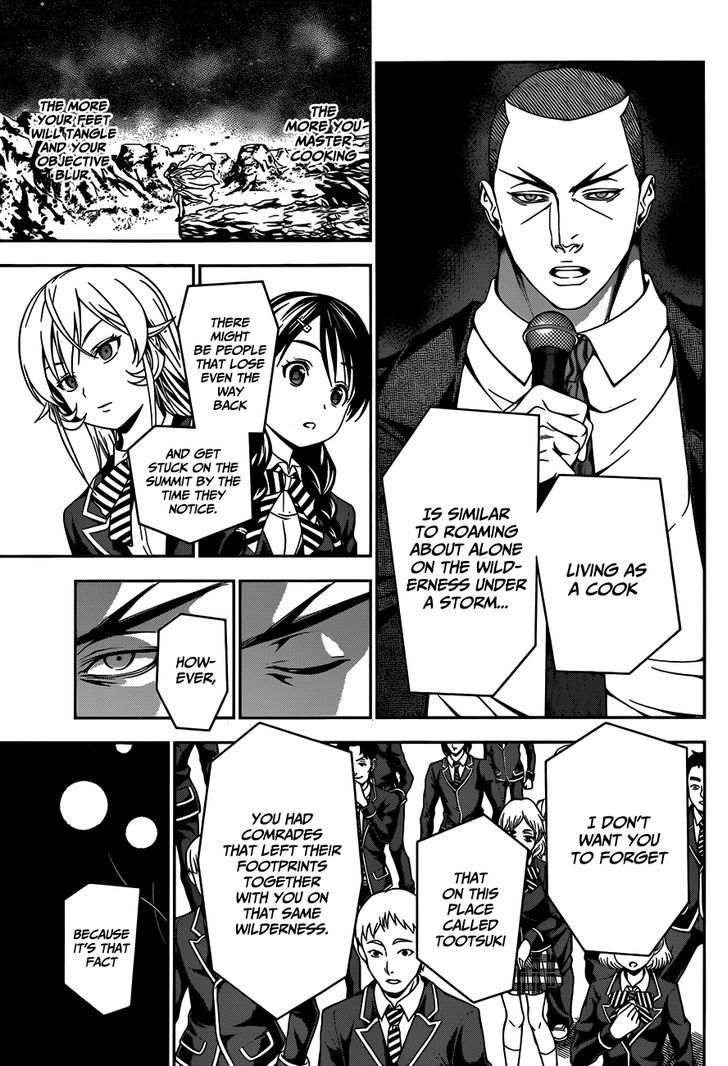 LIVING AS
A COOK
IS SIMILAR
TO ROAMING
ABOUT ALONE
ON THE WILD-
ERNESS UNDER
A STORM...
THE
MORE YOU
MASTER
COOKING
THE MORE
YOUR FEET
WILL TANGLE
AND YOUR
OBJECTIVE
BLUR.
THERE
MIGHT
BE PEOPLE
THAT LOSE
EVEN THE
WAY
BACK
AND GET
STUCK ON THE
SUMMIT BY THE
TIME THEY
NOTICE.
HOW-
EVER,
I DON'T
WANT YOU
TO FORGET
THAT
ON THIS
PLACE
CALLED
TOOTSUKI
YOU HAD
COMRADES
THAT LEFT THEIR
FOOTPRINTS
TOGETHER
WITH YOU ON
THAT SAME
WILDERNESS.
BECAUSE
IT'S THAT
FACT